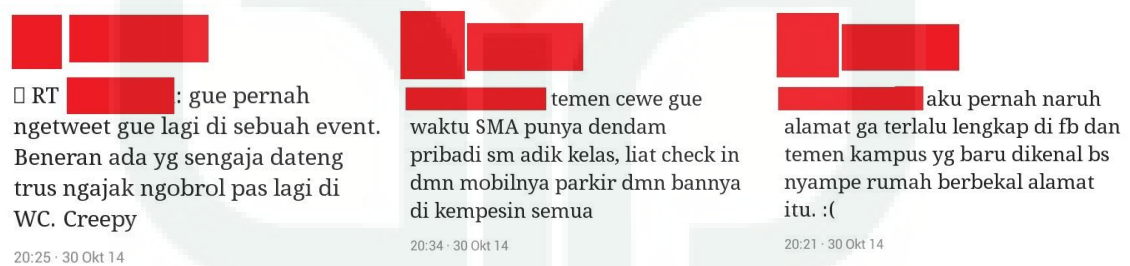 RT : gue pernah
ngetweet gue lagi di sebuah event.
Beneran ada yg sengaja dateng
trus ngajak ngobrol pas lagi di
WC. Creepy
20:25 · 30 Okt 14
temen cewe gue
waktu SMA punya dendam
pribadi sm adik kelas, liat check in
dmn mobilnya parkir dmn bannya
di kempesin semua
20:34 · 30 Okt 14
aku pernah naruh
alamat ga terlalu lengkap di fb dan
temen kampus yg baru dikenal bs
nyampe rumah berbekal alamat
itu. :(
20:21 · 30 Okt 14